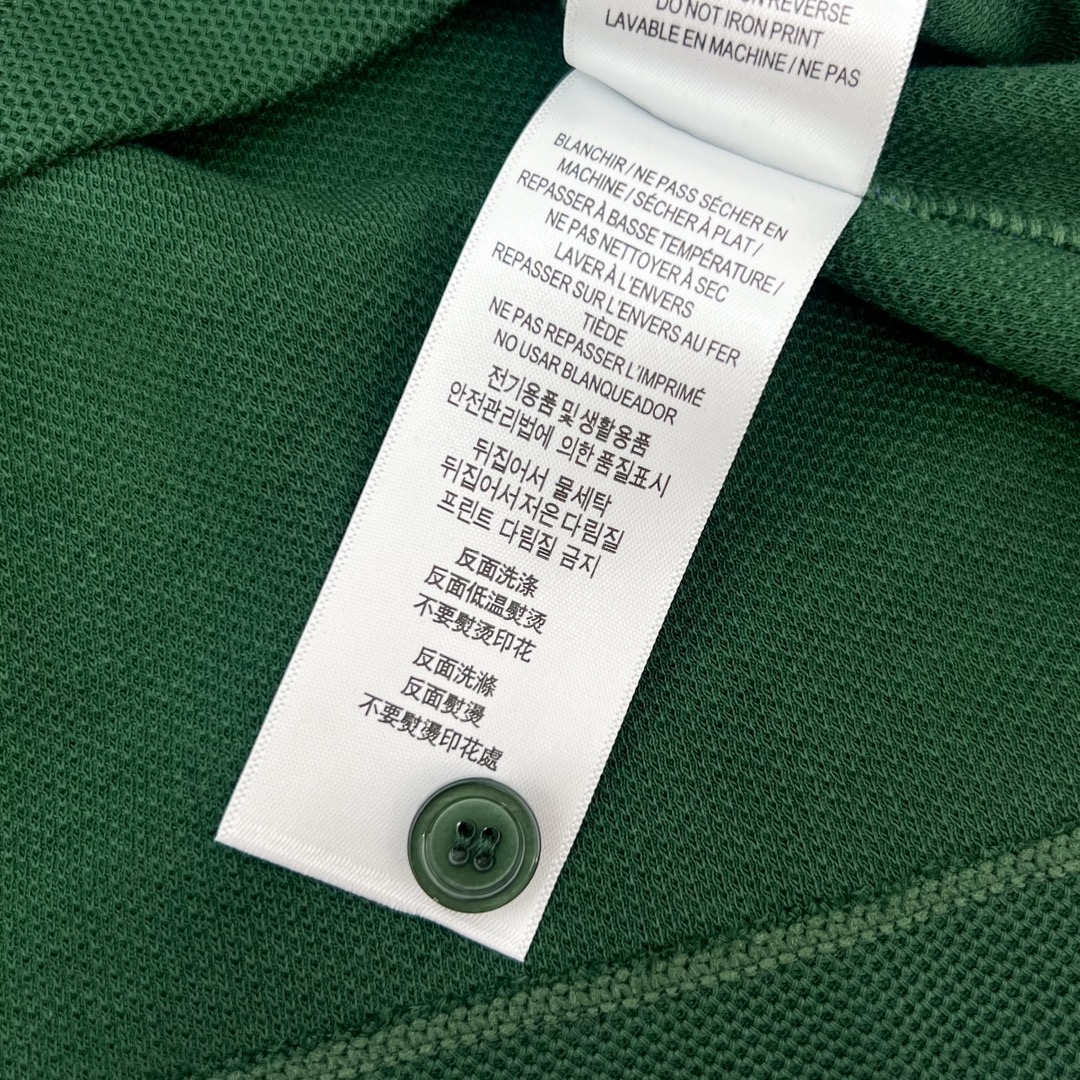 ON REVERSE
DO NOT IRON PRINT
LAVABLE EN MACHINE / NE PAS
BLANCHIR / NE PASS SÉCHER EN
MACHINE / SÉCHER À PLAT /
REPASSER À BASSE TEMPÉRATURE /
NE PAS NETTOYER À SEC
LAVER À L'ENVERS
REPASSER SUR L'ENVERS AU FER
TIÈDE
NE PAS REPASSER L'IMPRIMÉ
NO USAR BLANQUEADOR
전기용품 및 생활용품
안전관리법에 의한 품질표시
뒤집어서 물세탁
뒤집어서 저온 다림질
프린트 다림질 금지
反面洗涤
反面低温熨烫
不要熨烫印花
反面洗滌
反面熨燙
不要熨燙印花處